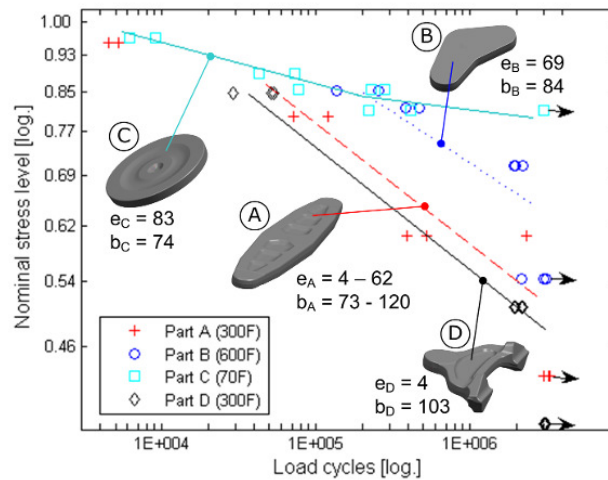 1.00
0.93
0.85
0.77
0.69
0.62
0.54
0.46
Nominal stress level [log.]
B
e_B = 69
b_B = 84
C
e_C = 83
b_C = 74
A
e_A = 4 – 62
b_A = 73 - 120
D
e_D = 4
b_D = 103
Part A (300F)
Part B (600F)
Part C (70F)
Part D (300F)
1E+004
1E+005
1E+006
Load cycles [log.]